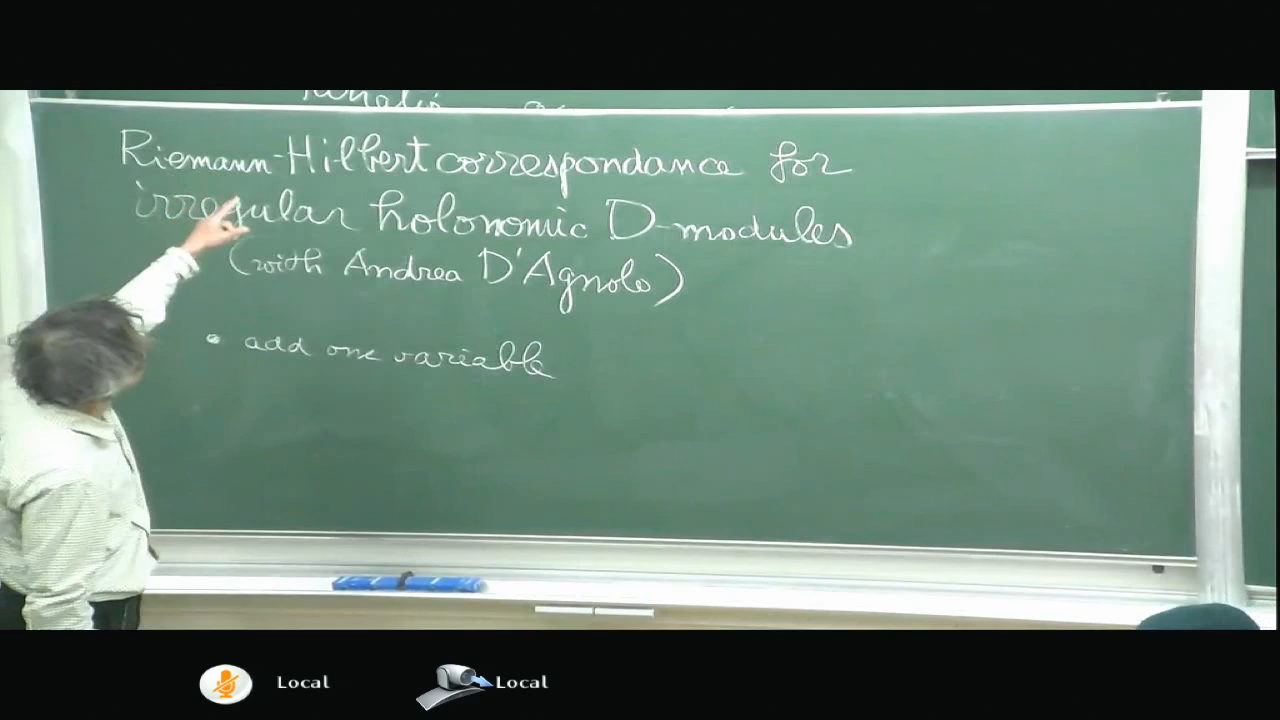 Riemann-Hilbert correspondance for
irregular holonomic D-modules
(with Andrea D'Agnolo)
• add one variable
Local
Local